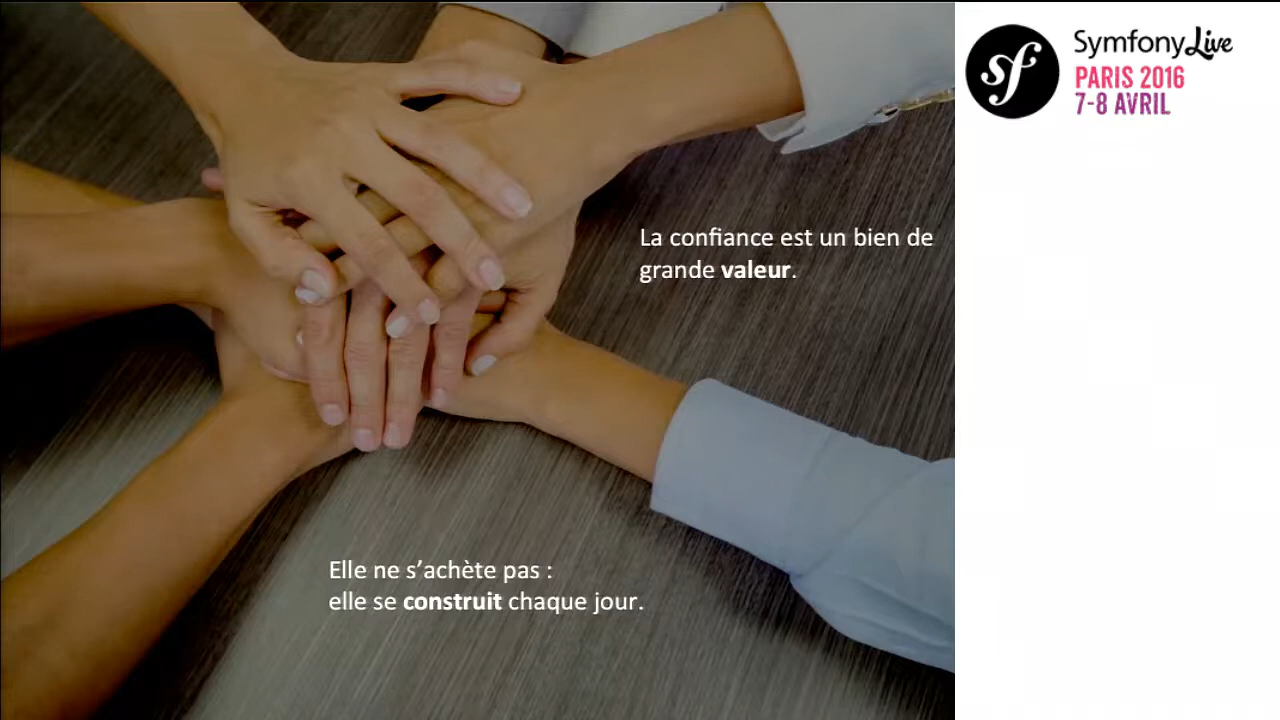 sf SymfonyLive
PARIS 2016
7-8 AVRIL
La confiance est un bien de
grande valeur.
Elle ne s’achète pas :
elle se construit chaque jour.